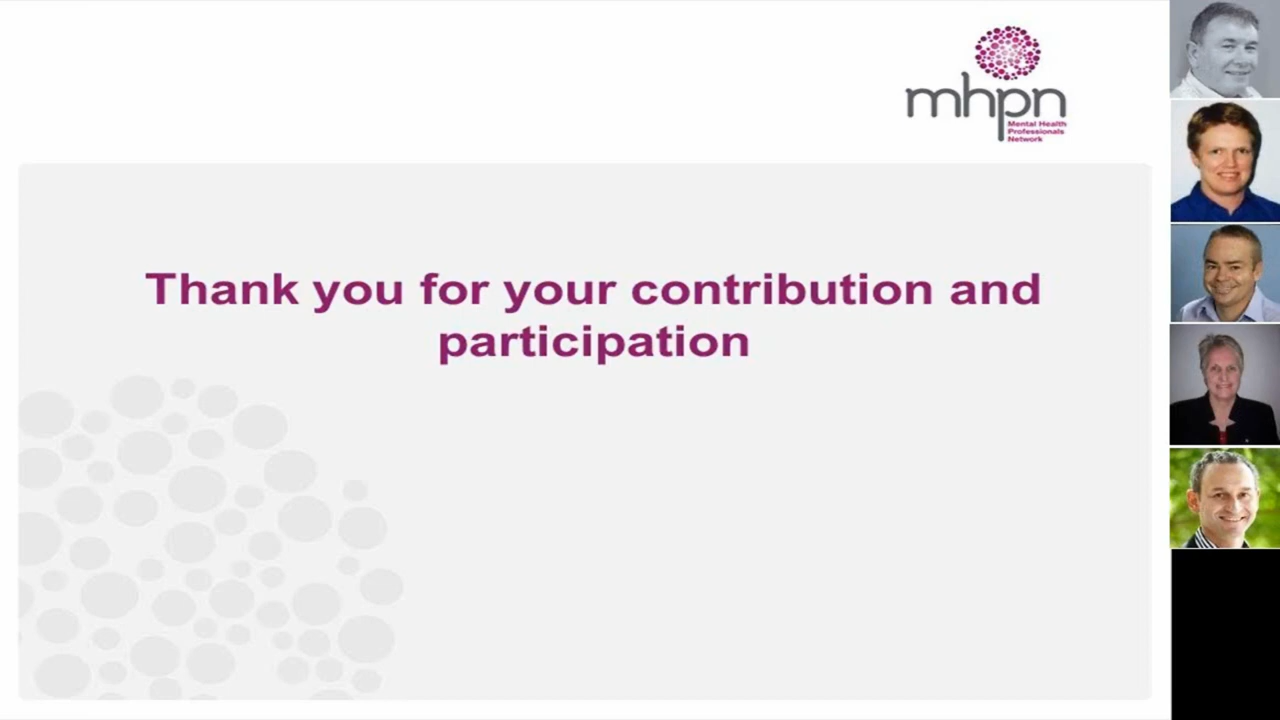 mhpn
Mental Health
Professionals
Network
Thank you for your contribution and
participation